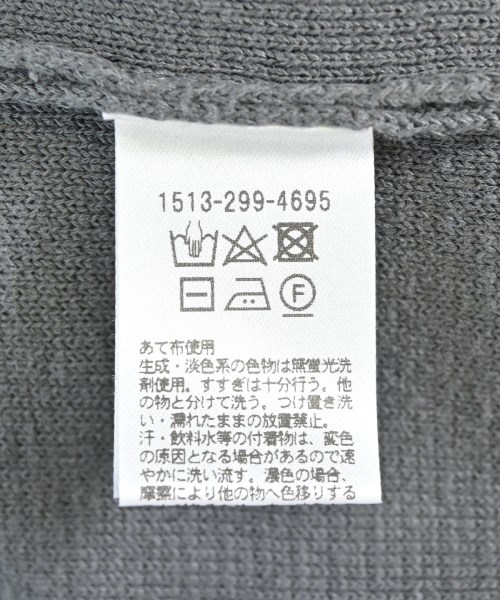 1513-299-4695
F
あて布使用
生成・淡色系の色物は無蛍光洗
剤使用。すすぎは十分行う。他
の物と分けて洗う。つけ置き洗
い・濡れたままの放置禁止。
汗・飲料水等の付着物は、変色
の原因となる場合があるので速
やかに洗い流す。濃色の場合、
摩擦により他の物へ色移りする